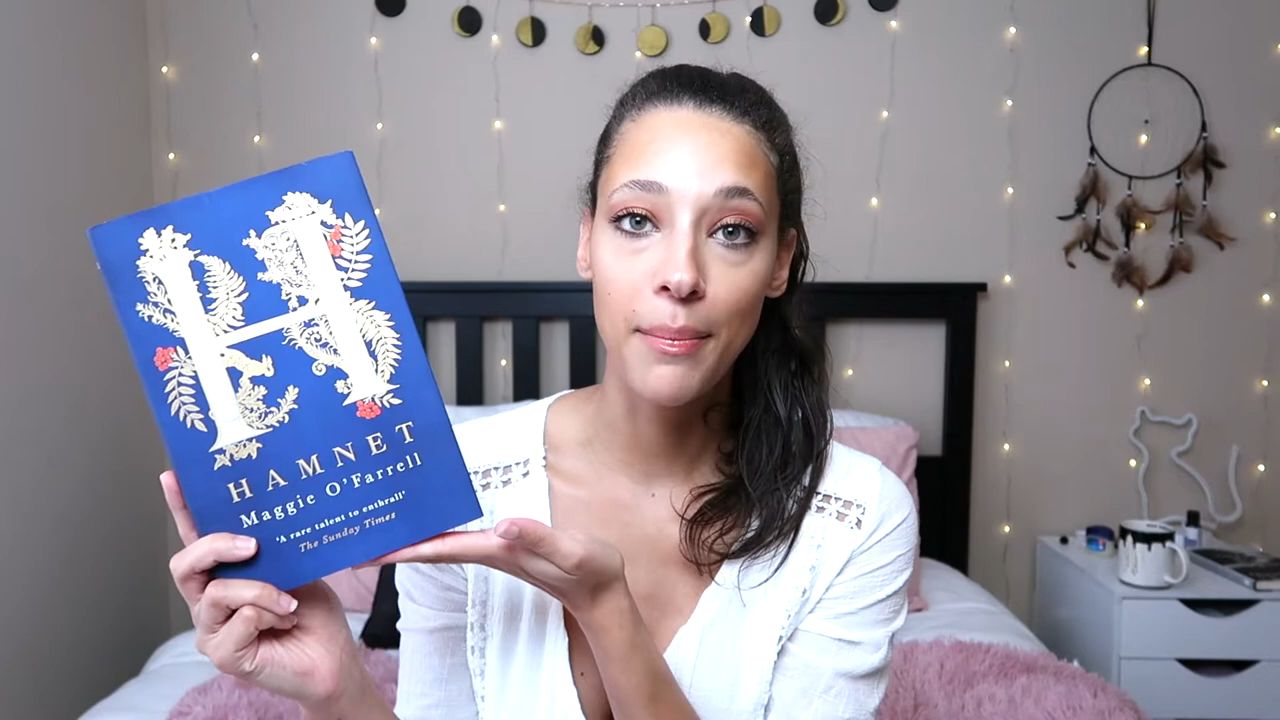 H
HAMNET
Maggie O'Farrell
'A rare talent to enthrall'
The Sunday Times